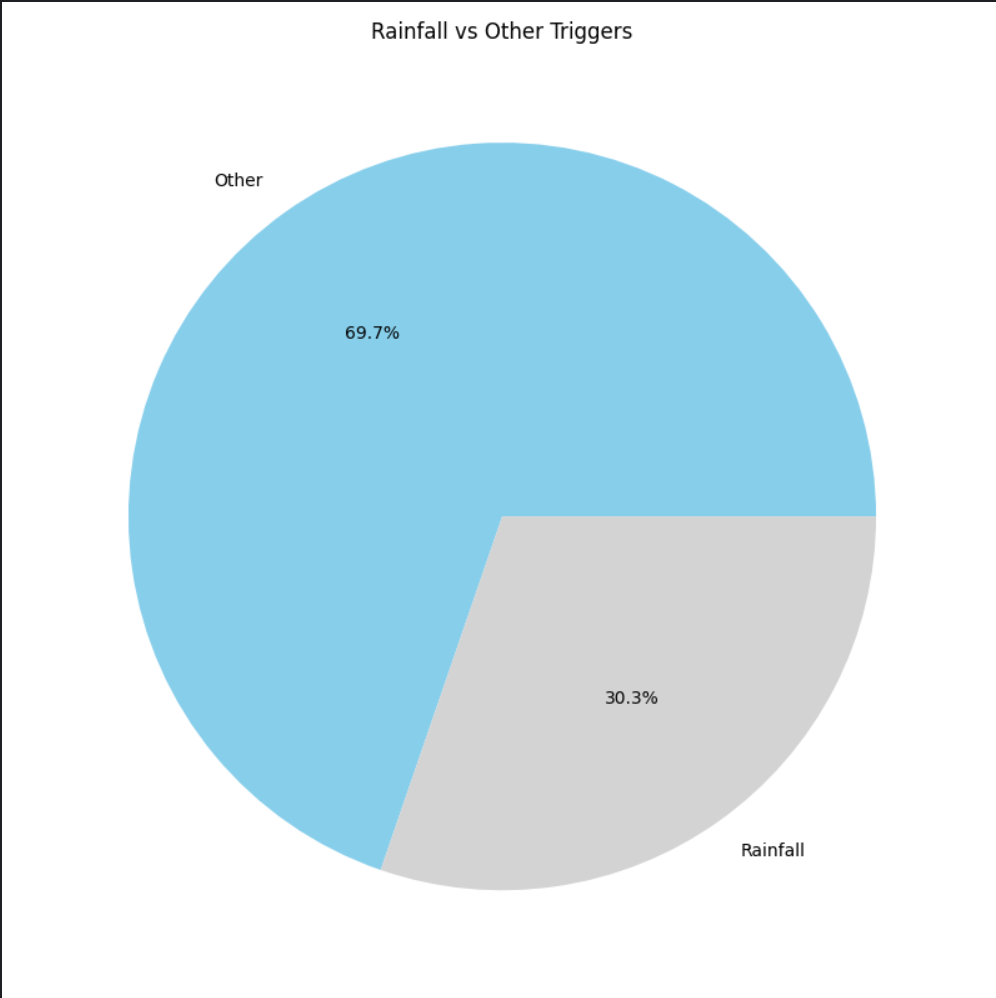 Rainfall vs Other Triggers
Other
69.7%
30.3%
Rainfall